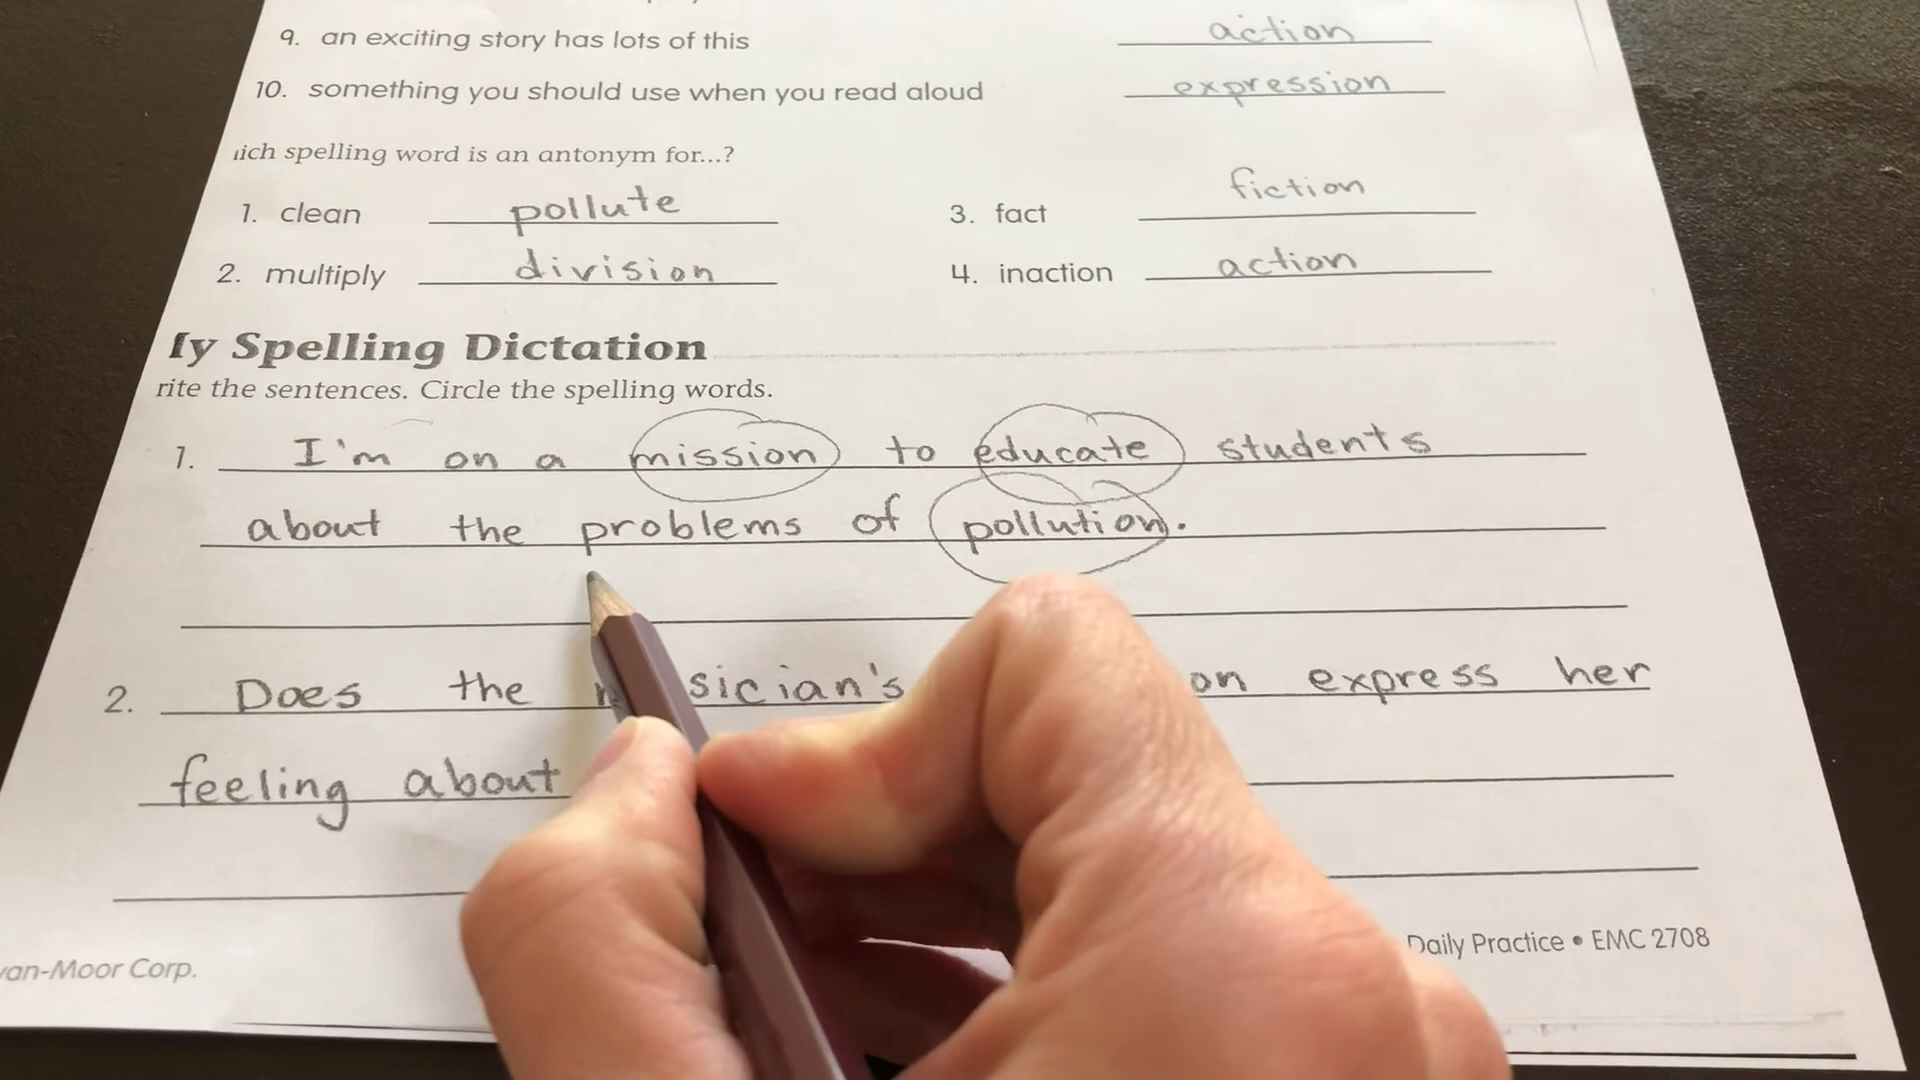 9. an exciting story has lots of this action
10. something you should use when you read aloud expression
ich spelling word is an antonym for...?
1. clean pollute 3. fact fiction
2. multiply division 4. inaction action
y Spelling Dictation
rite the sentences. Circle the spelling words.
1. I'm on a mission to educate students
about the problems of pollution.
2. Does the sician's on express her
feeling about
van-Moor Corp. Daily Practice • EMC 2708